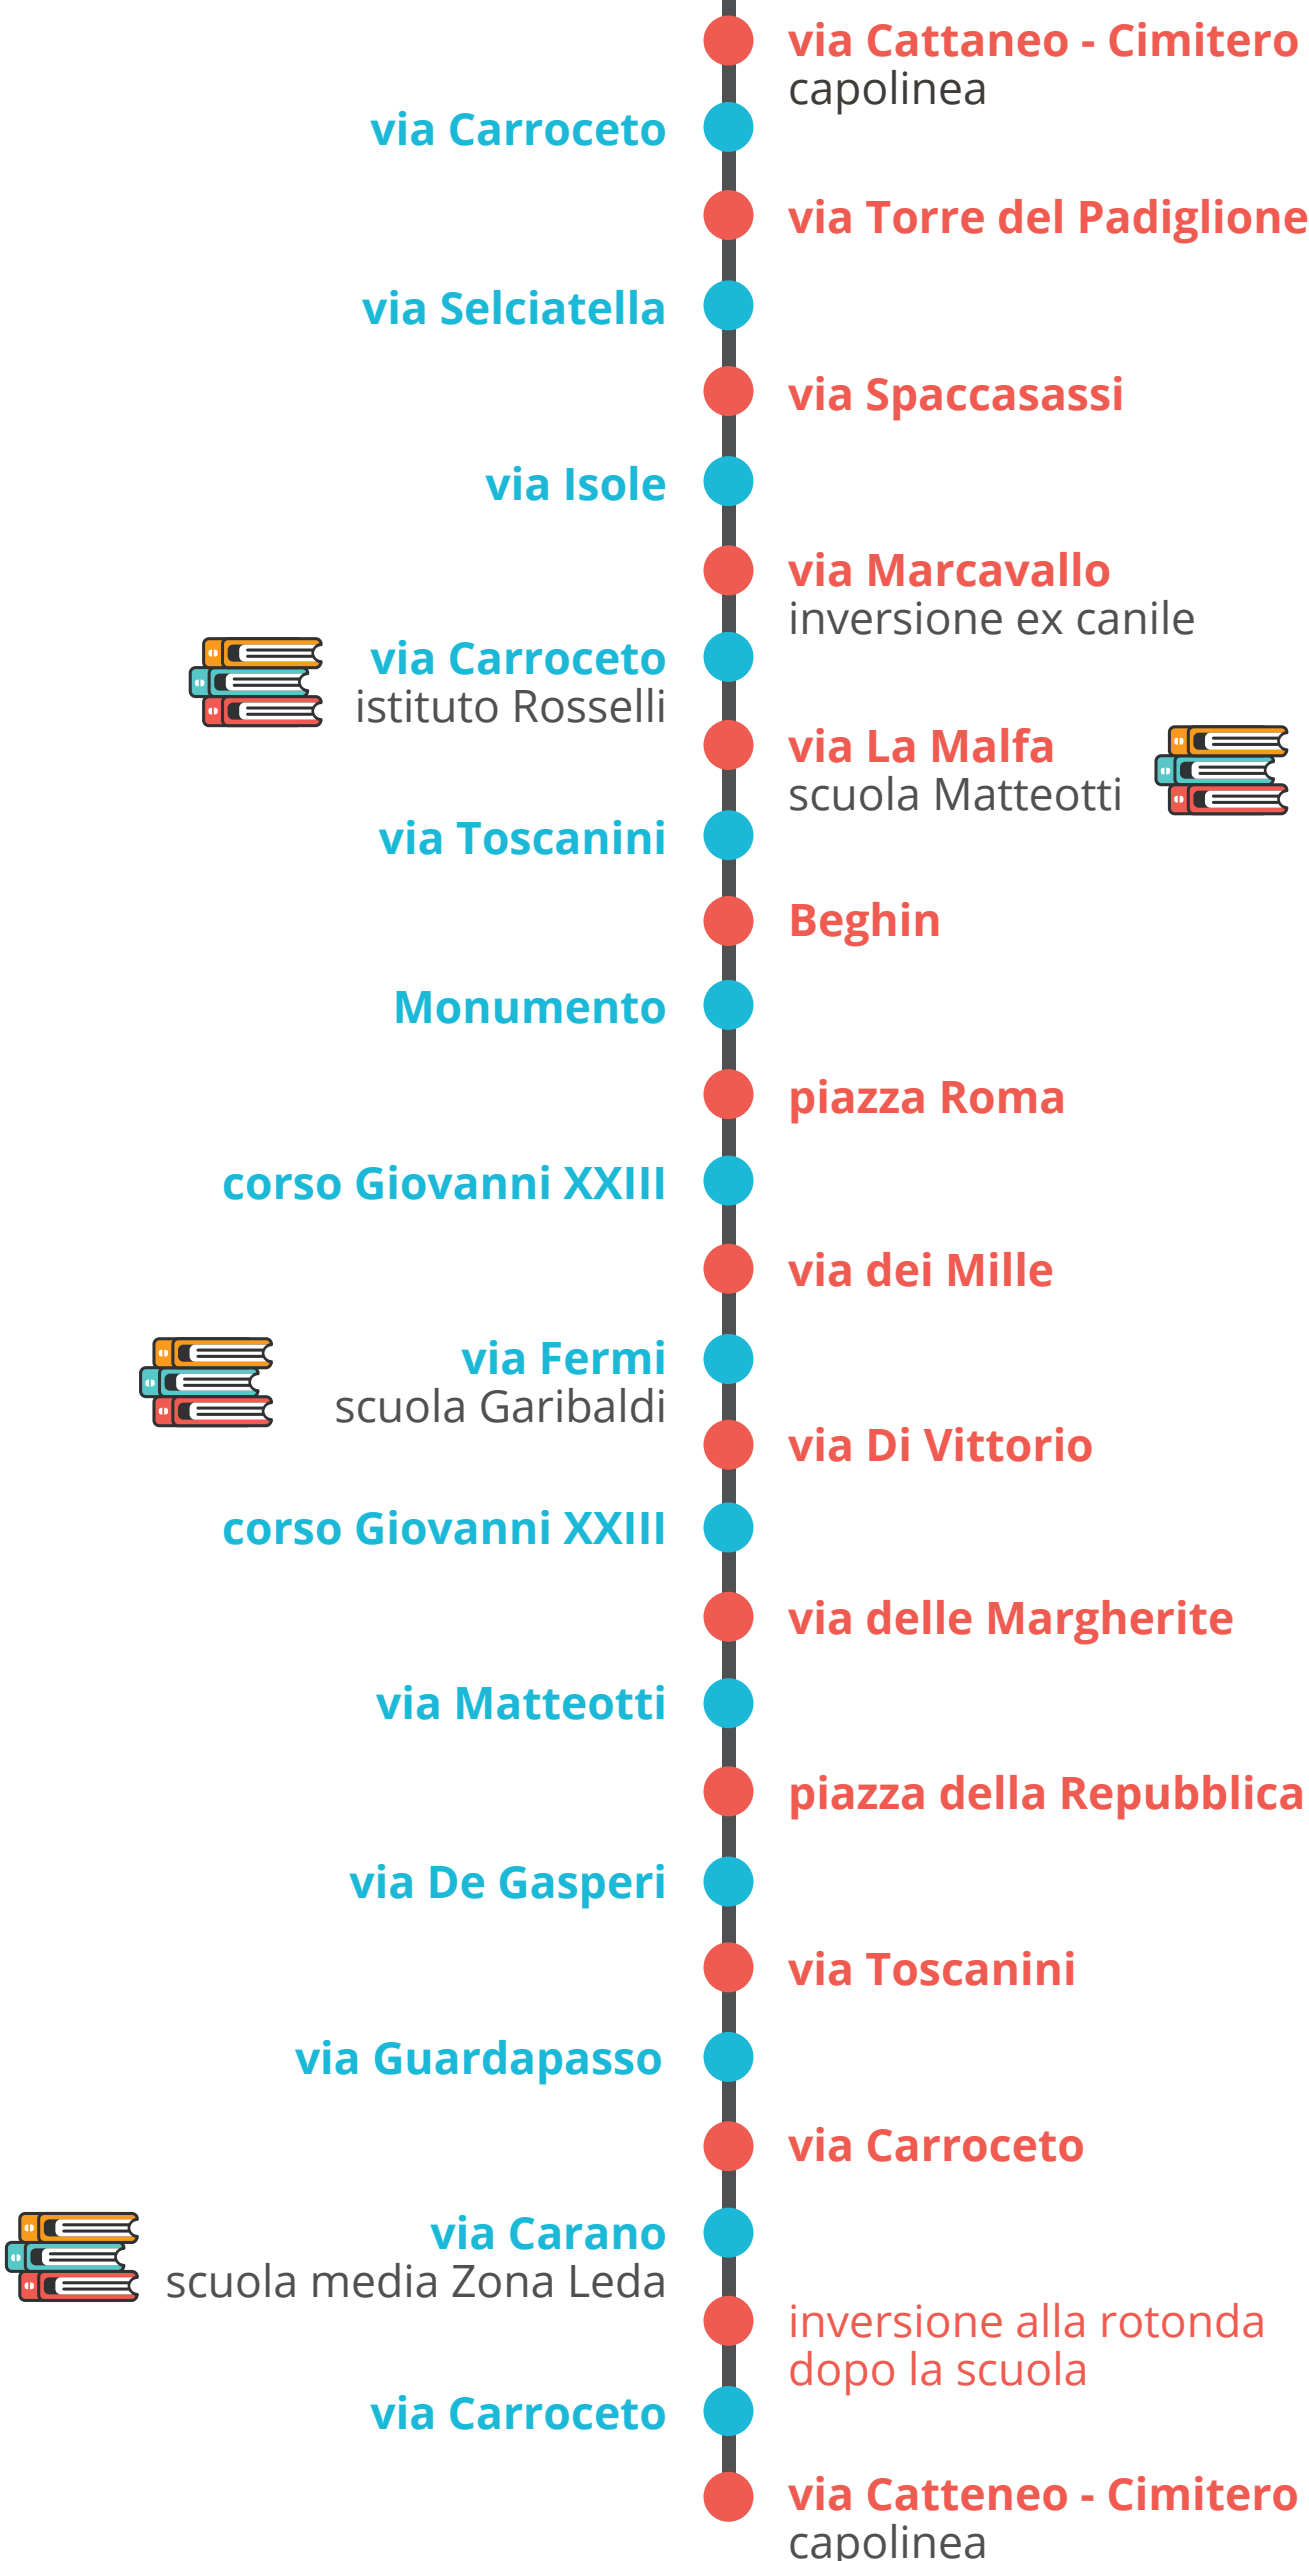 via Cattaneo - Cimitero
capolinea
via Carroceto
via Torre del Padiglione
via Selciatella
via Spaccasassi
via Isole
via Marcavallo
inversione ex canile
via Carroceto
istituto Rosselli
via La Malfa
scuola Matteotti
via Toscanini
Beghin
Monumento
piazza Roma
corso Giovanni XXIII
via dei Mille
via Fermi
scuola Garibaldi
via Di Vittorio
corso Giovanni XXIII
via delle Margherite
via Matteotti
piazza della Repubblica
via De Gasperi
via Toscanini
via Guardapasso
via Carroceto
via Carano
scuola media Zona Leda
inversione alla rotonda
dopo la scuola
via Carroceto
via Catteneo - Cimitero
capolinea